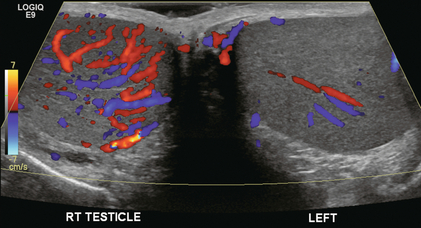 LOGIQ
E9
7
-7
cm/s
RT TESTICLE
LEFT